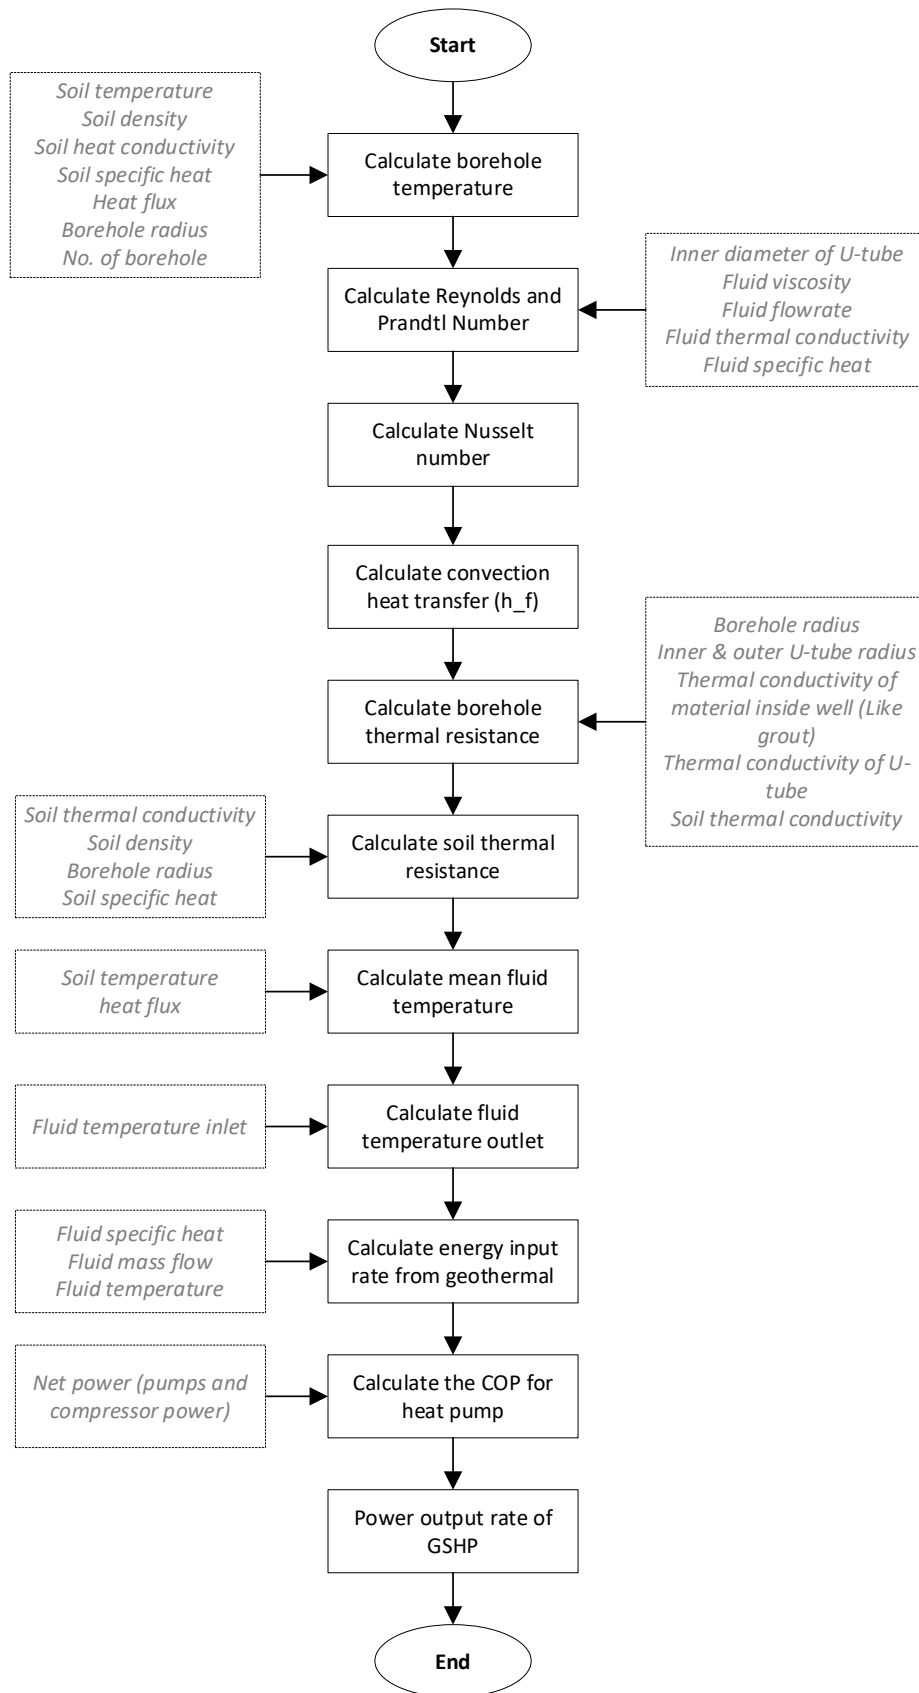 Start
Soil temperature
Soil density
Soil heat conductivity
Soil specific heat
Heat flux
Borehole radius
No. of borehole
Calculate borehole
temperature
Calculate Reynolds and
Prandtl Number
Inner diameter of U-tube
Fluid viscosity
Fluid flowrate
Fluid thermal conductivity
Fluid specific heat
Calculate Nusselt
number
Calculate convection
heat transfer (h_f)
Calculate borehole
thermal resistance
Borehole radius
Inner & outer U-tube radius
Thermal conductivity of
material inside well (Like
grout)
Thermal conductivity of U-
tube
Soil thermal conductivity
Soil thermal conductivity
Soil density
Borehole radius
Soil specific heat
Calculate soil thermal
resistance
Soil temperature
heat flux
Calculate mean fluid
temperature
Fluid temperature inlet
Calculate fluid
temperature outlet
Fluid specific heat
Fluid mass flow
Fluid temperature
Calculate energy input
rate from geothermal
Net power (pumps and
compressor power)
Calculate the COP for
heat pump
Power output rate of
GSHP
End